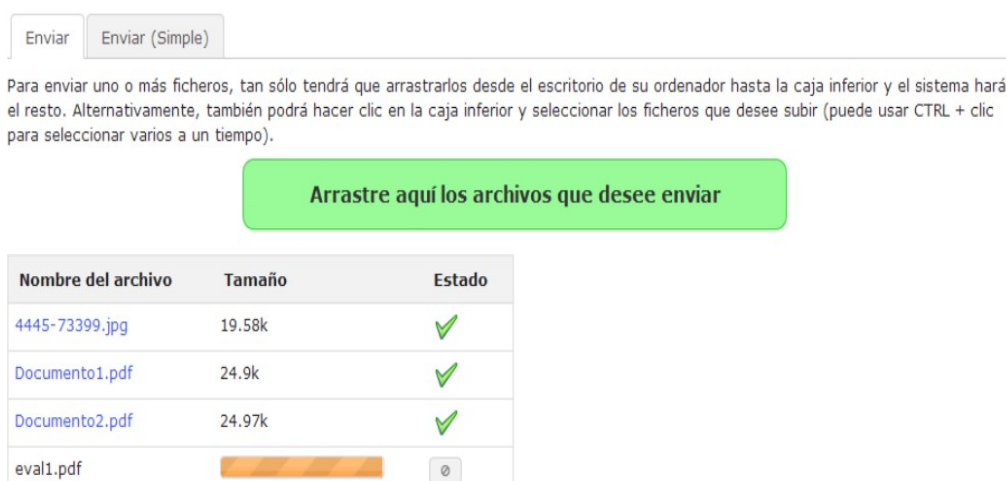 Enviar Enviar (Simple)
Para enviar uno o más ficheros, tan sólo tendrá que arrastrarlos desde el escritorio de su ordenador hasta la caja inferior y el sistema hará
el resto. Alternativamente, también podrá hacer clic en la caja inferior y seleccionar los ficheros que desee subir (puede usar CTRL + clic
para seleccionar varios a un tiempo).
Arrastre aquí los archivos que desee enviar
Nombre del archivo Tamaño Estado
4445-73399.jpg 19.58k
Documento1.pdf 24.9k
Documento2.pdf 24.97k
eval1.pdf